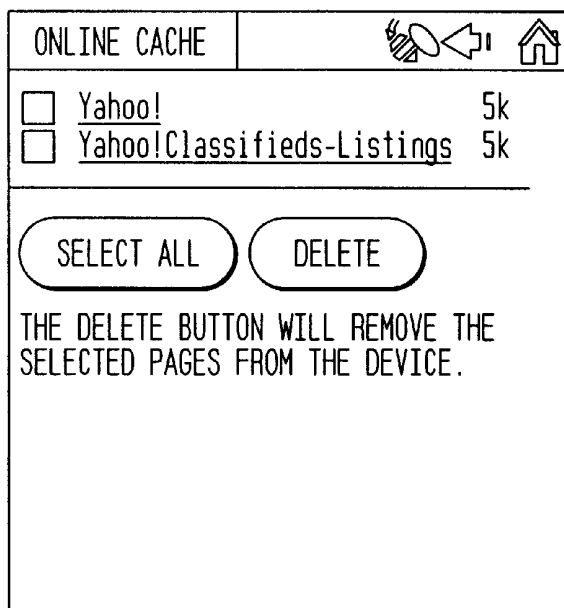 ONLINE CACHE
Yahoo! 5k
Yahoo!Classifieds-Listings 5k
SELECT ALL DELETE
THE DELETE BUTTON WILL REMOVE THE
SELECTED PAGES FROM THE DEVICE.